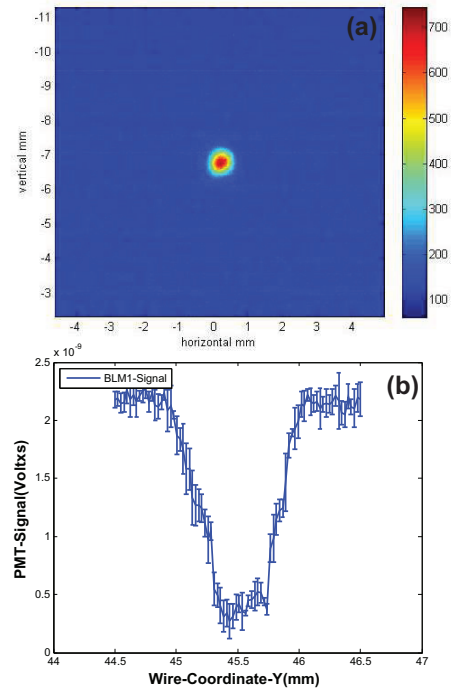 (a)
-11
-10
-9
-8
-7
-6
-5
-4
-3
vertical mm
-4 -3 -2 -1 0 1 2 3 4
horizontal mm
700
600
500
400
300
200
100
x 10⁻⁹
(b)
BLM1-Signal
2.5
2
1.5
1
0.5
0
PMT-Signal(Voltxs)
44 44.5 45 45.5 46 46.5 47
Wire-Coordinate-Y(mm)